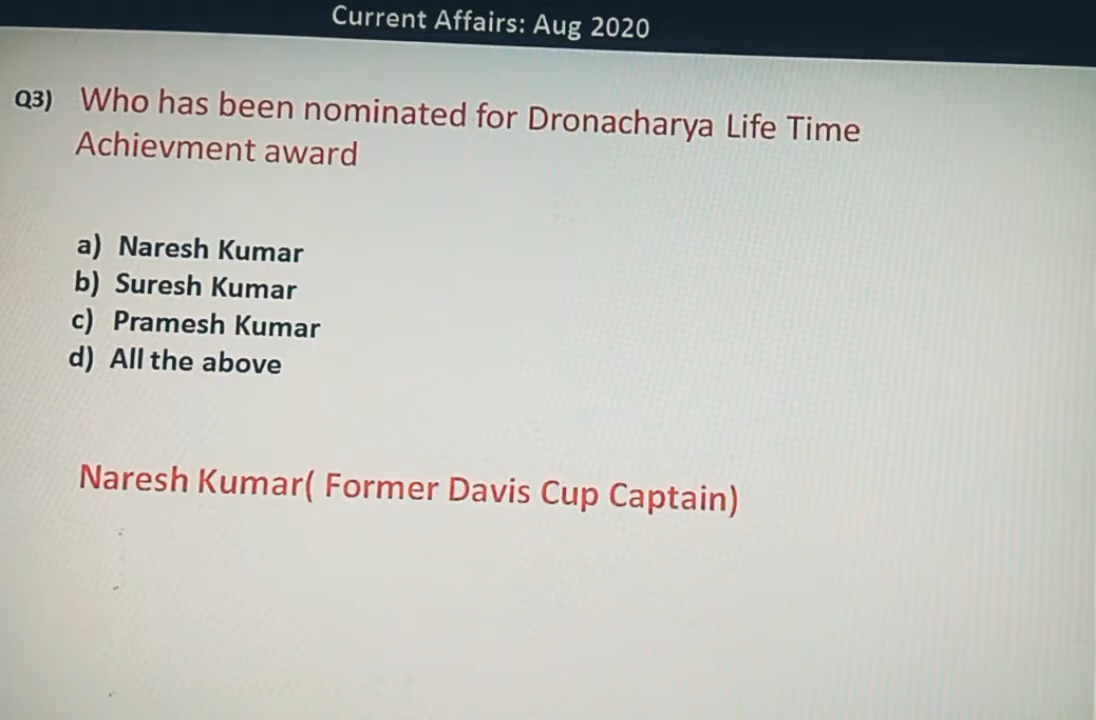 Current Affairs: Aug 2020
Q3) Who has been nominated for Dronacharya Life Time
Achievment award
a) Naresh Kumar
b) Suresh Kumar
c) Pramesh Kumar
d) All the above
Naresh Kumar( Former Davis Cup Captain)